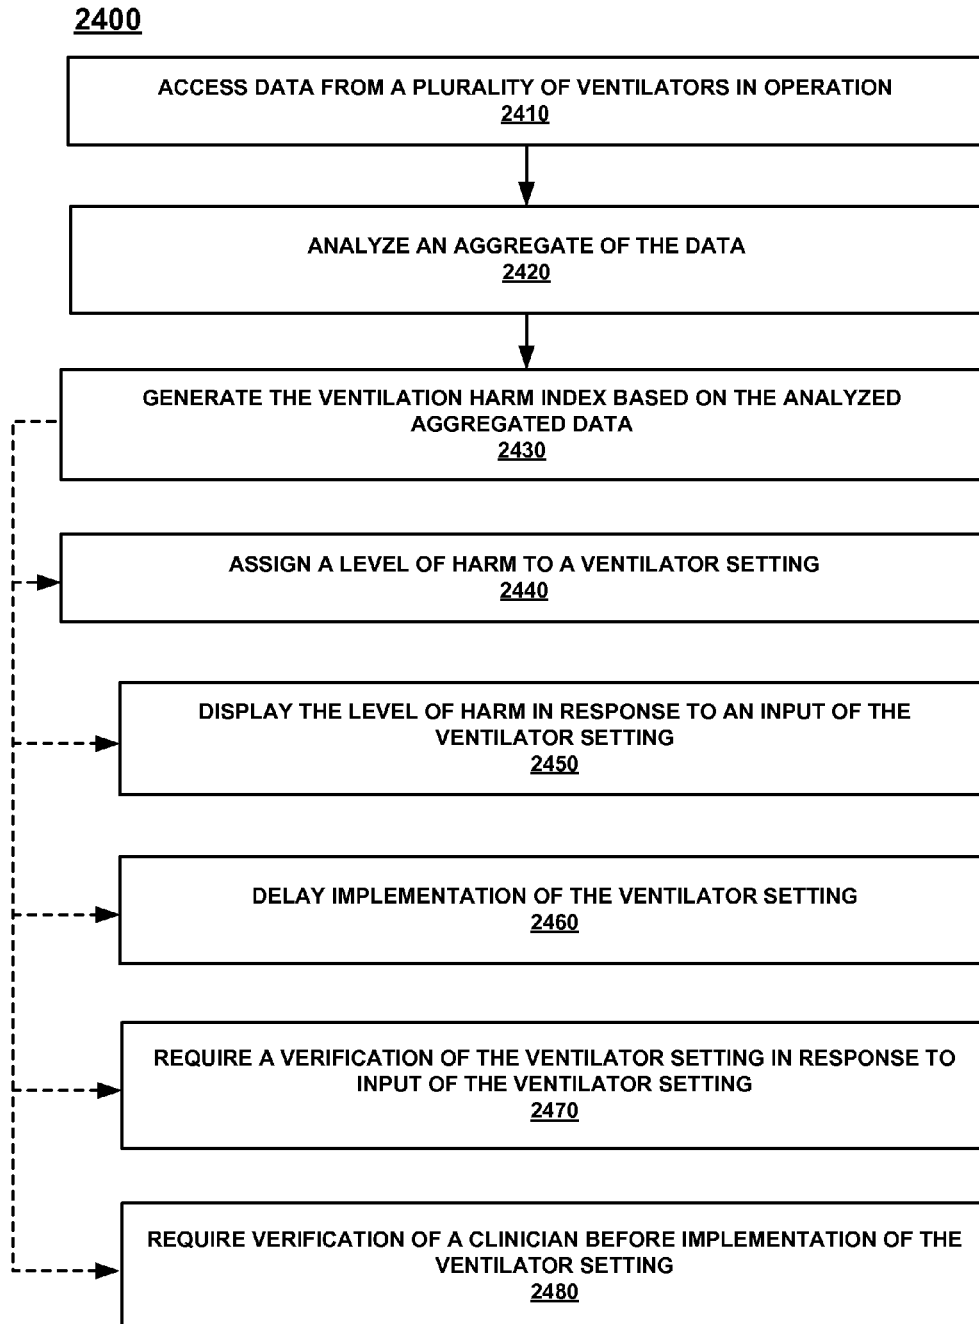 2400
ACCESS DATA FROM A PLURALITY OF VENTILATORS IN OPERATION
2410
ANALYZE AN AGGREGATE OF THE DATA
2420
GENERATE THE VENTILATION HARM INDEX BASED ON THE ANALYZED
AGGREGATED DATA
2430
ASSIGN A LEVEL OF HARM TO A VENTILATOR SETTING
2440
DISPLAY THE LEVEL OF HARM IN RESPONSE TO AN INPUT OF THE
VENTILATOR SETTING
2450
DELAY IMPLEMENTATION OF THE VENTILATOR SETTING
2460
REQUIRE A VERIFICATION OF THE VENTILATOR SETTING IN RESPONSE TO
INPUT OF THE VENTILATOR SETTING
2470
REQUIRE VERIFICATION OF A CLINICIAN BEFORE IMPLEMENTATION OF THE
VENTILATOR SETTING
2480